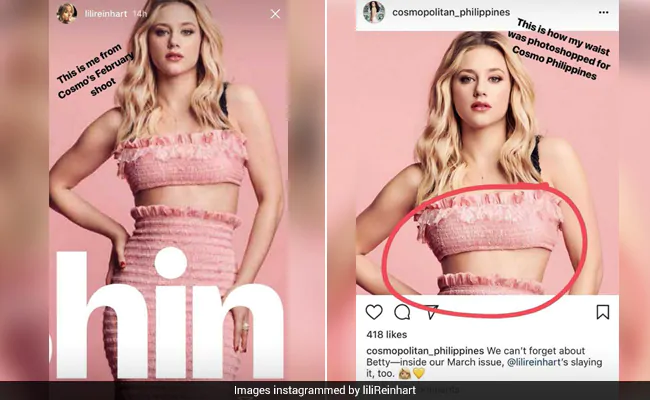 lilireinhart 14h
This is me from
Cosmo's February
shoot
hin
cosmopolitan_philippines
This is how my waist
was photoshopped for
Cosmo Philippines
418 likes
cosmopolitan_philippines We can't forget about
Betty—inside our March issue, @lilireinhart's slaying
it, too.
Images instagrammed by liliReinhart